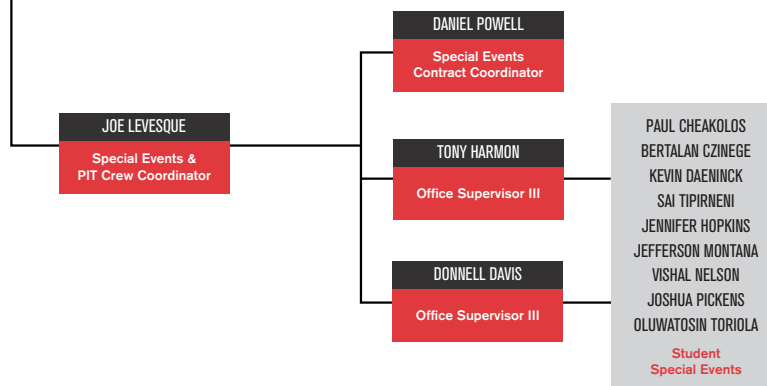 DANIEL POWELL
Special Events
Contract Coordinator
JOE LEVESQUE
Special Events &
PIT Crew Coordinator
TONY HARMON
Office Supervisor III
DONNELL DAVIS
Office Supervisor III
PAUL CHEAKOLOS
BERTALAN CZINEGE
KEVIN DAENINCK
SAI TIPIRNENI
JENNIFER HOPKINS
JEFFERSON MONTANA
VISHAL NELSON
JOSHUA PICKENS
OLUWATOSIN TORIOLA
Student
Special Events